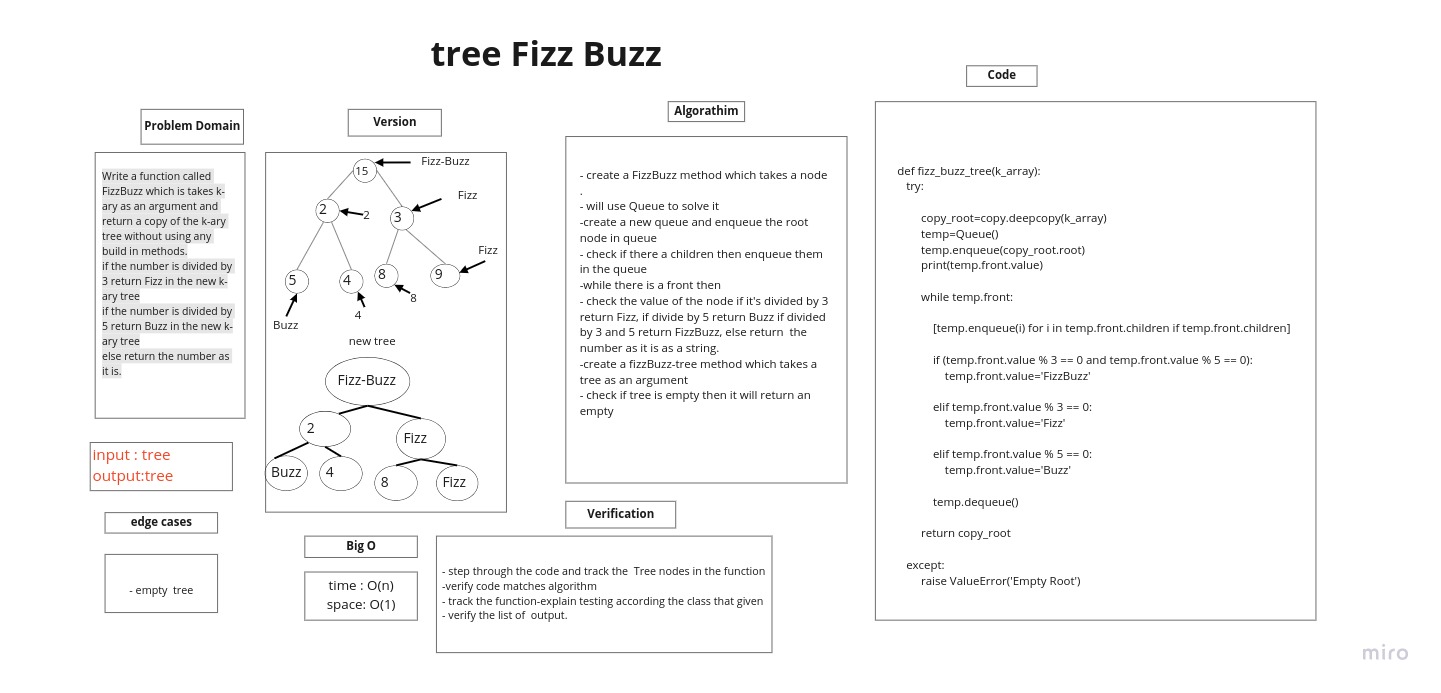 tree Fizz Buzz
Problem Domain
Write a function called
FizzBuzz which is takes k-
ary as an argument and
return a copy of the k-ary
tree without using any
build in methods.
if the number is divided by
3 return Fizz in the new k-
ary tree
if the number is divided by
5 return Buzz in the new k-
ary tree
else return the number as
it is.
input : tree
output:tree
edge cases
- empty  tree
Version
15
Fizz-Buzz
2
2
3
Fizz
5
4
8
9
Fizz
Buzz
4
8
new tree
Fizz-Buzz
2
Fizz
Buzz
4
8
Fizz
Big O
time : O(n)
space: O(1)
Algorathim
- create a FizzBuzz method which takes a node
.
- will use Queue to solve it
-create a new queue and enqueue the root
node in queue
- check if there a children then enqueue them
in the queue
-while there is a front then
- check the value of the node if it's divided by 3
return Fizz, if divide by 5 return Buzz if divided
by 3 and 5 return FizzBuzz, else return  the
number as it is as a string.
-create a fizzBuzz-tree method which takes a
tree as an argument
- check if tree is empty then it will return an
empty
Verification
- step through the code and track the  Tree nodes in the function
-verify code matches algorithm
- track the function-explain testing according the class that given
- verify the list of  output.
Code
def fizz_buzz_tree(k_array):
try:
copy_root=copy.deepcopy(k_array)
temp=Queue()
temp.enqueue(copy_root.root)
print(temp.front.value)
while temp.front:
[temp.enqueue(i) for i in temp.front.children if temp.front.children]
if (temp.front.value % 3 == 0 and temp.front.value % 5 == 0):
temp.front.value='FizzBuzz'
elif temp.front.value % 3 == 0:
temp.front.value='Fizz'
elif temp.front.value % 5 == 0:
temp.front.value='Buzz'
temp.dequeue()
return copy_root
except:
raise ValueError('Empty Root')
miro